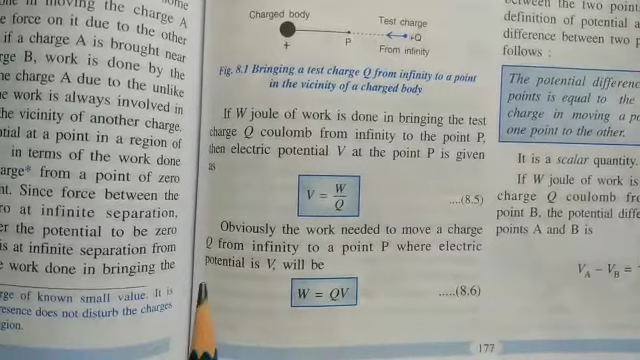 in moving the charge A
e force on it due to the other
if a charge A is brought near
rge B, work is done by the
he charge A due to the unlike
e work is always involved in
he vicinity of another charge.
ntial at a point in a region of
in terms of the work done
arge* from a point of zero
nt. Since force between the
ro at infinite separation,
er the potential to be zero
is at infinite separation from
e work done in bringing the
rge of known small value. It is
resence does not disturb the charges
gion.
Charged body
Test charge
+
P
+Q
From infinity
Fig. 8.1 Bringing a test charge Q from infinity to a point
in the vicinity of a charged body
If W joule of work is done in bringing the test
charge Q coulomb from infinity to the point P,
then electric potential V at the point P is given
as
V = W/Q ....(8.5)
Obviously the work needed to move a charge
Q from infinity to a point P where electric
potential is V, will be
W = QV .....(8.6)
177
between the two point
definition of potential a
difference between two p
follows :
The potential differenc
points is equal to the
charge in moving a po
one point to the other.
It is a scalar quantity.
If W joule of work is
charge Q coulomb fro
point B, the potential diffe
points A and B is
VA – VB =